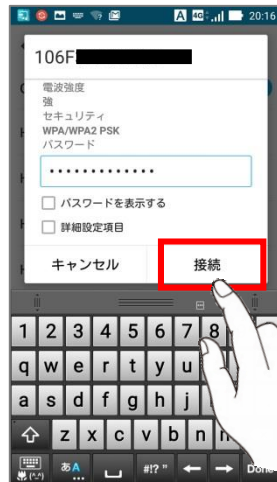 A 4G 20:16
106F
電波強度
強
セキュリティ
WPA/WPA2 PSK
パスワード
•••••••••••••
パスワードを表示する
詳細設定項目
キャンセル 接続
1 2 3 4 5 6 7 8
q w e r t y u
a s d f g h j
z x c v b n
(^-^) あA ... #!?" ← → Done